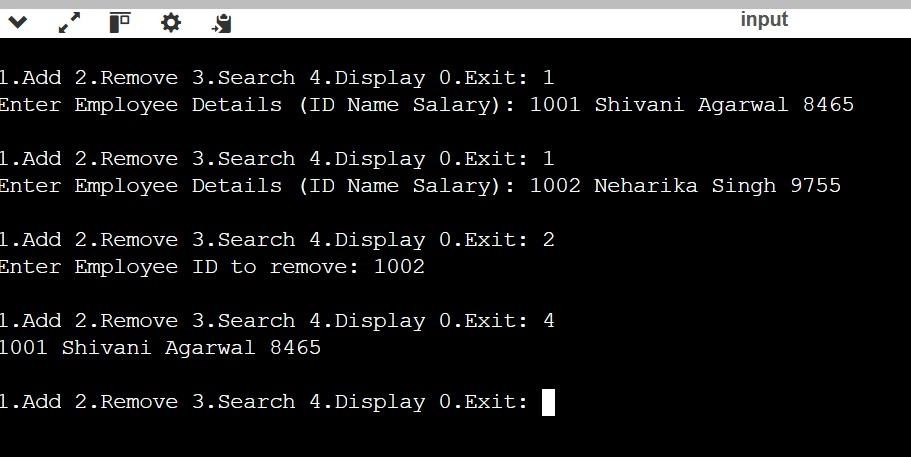 input
1.Add 2.Remove 3.Search 4.Display 0.Exit: 1
Enter Employee Details (ID Name Salary): 1001 Shivani Agarwal 8465
1.Add 2.Remove 3.Search 4.Display 0.Exit: 1
Enter Employee Details (ID Name Salary): 1002 Neharika Singh 9755
1.Add 2.Remove 3.Search 4.Display 0.Exit: 2
Enter Employee ID to remove: 1002
1.Add 2.Remove 3.Search 4.Display 0.Exit: 4
1001 Shivani Agarwal 8465
1.Add 2.Remove 3.Search 4.Display 0.Exit: